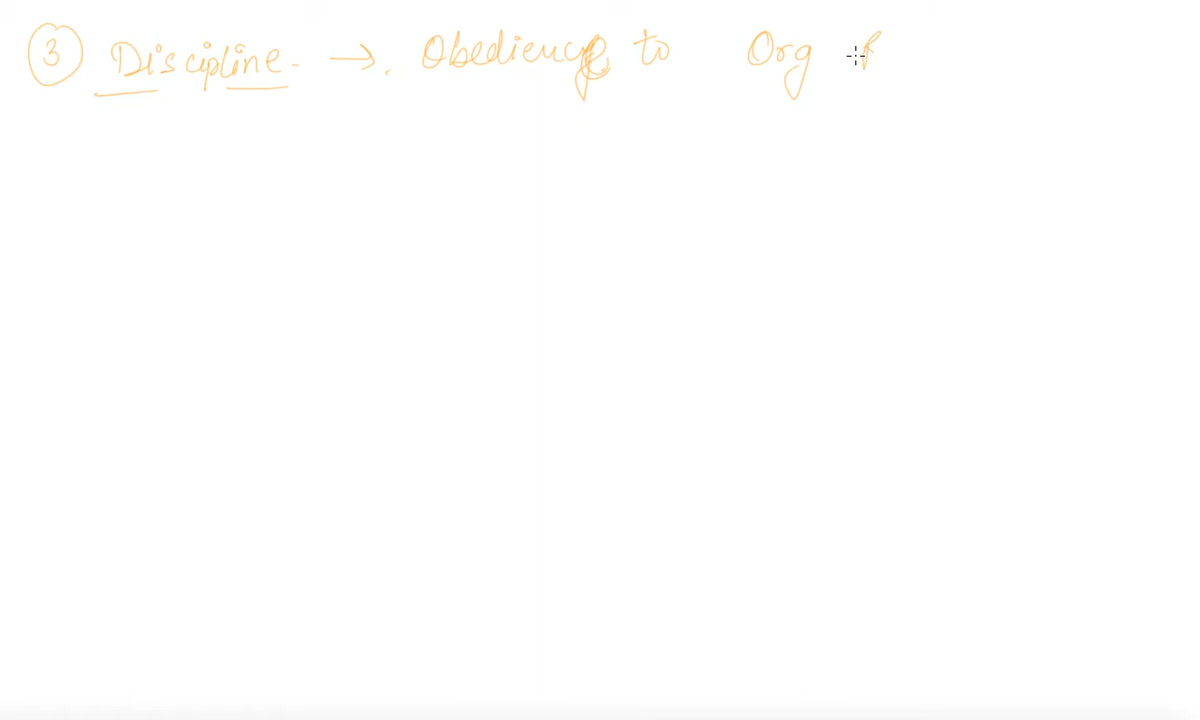 ③ Discipline → Obedience to Org